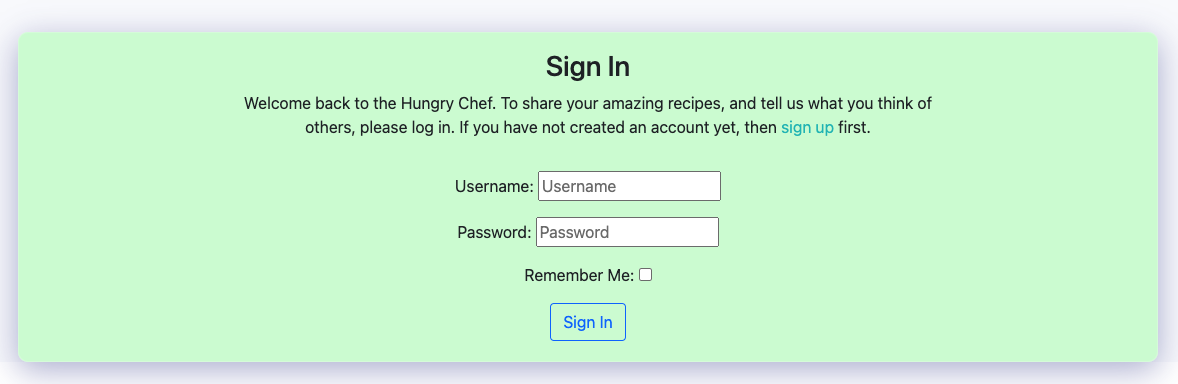 Sign In
Welcome back to the Hungry Chef. To share your amazing recipes, and tell us what you think of
others, please log in. If you have not created an account yet, then sign up first.
Username: Username
Password: Password
Remember Me:
Sign In